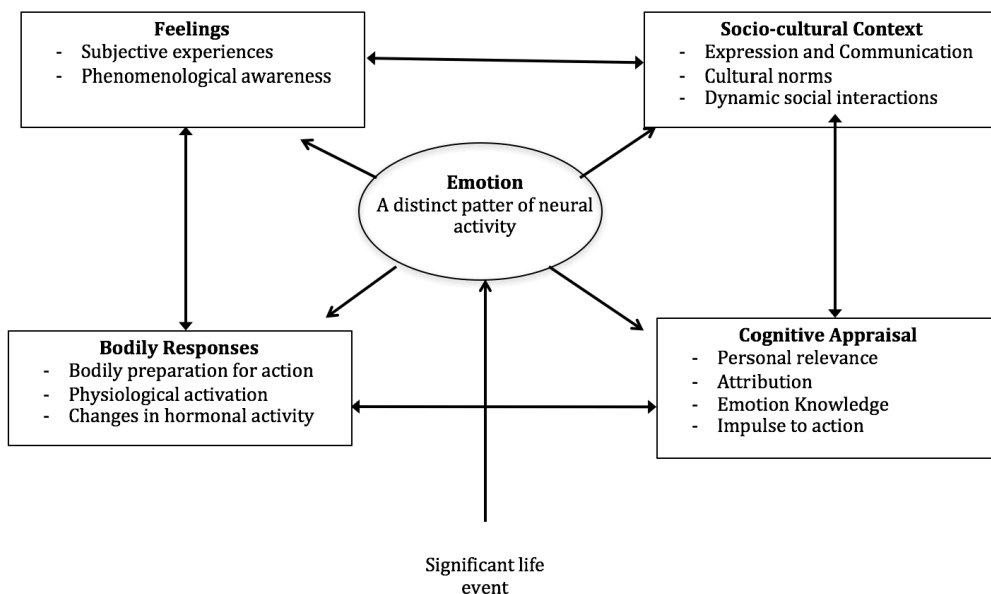 Feelings
- Subjective experiences
- Phenomenological awareness
Socio-cultural Context
- Expression and Communication
- Cultural norms
- Dynamic social interactions
Emotion
A distinct patter of neural
activity
Bodily Responses
- Bodily preparation for action
- Physiological activation
- Changes in hormonal activity
Cognitive Appraisal
- Personal relevance
- Attribution
- Emotion Knowledge
- Impulse to action
Significant life
event